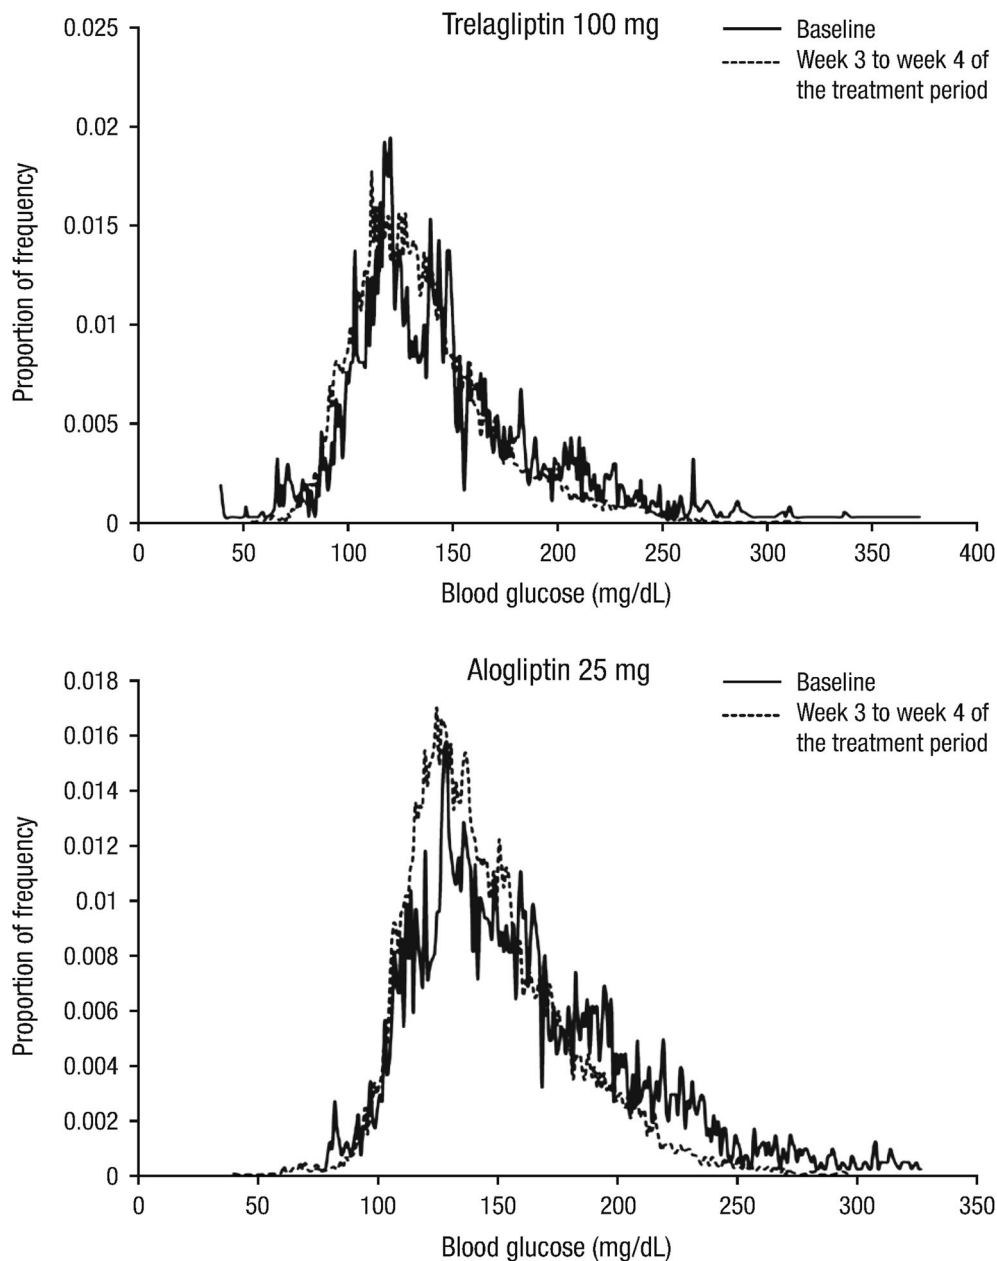 Trelagliptin 100 mg
Baseline
Week 3 to week 4 of
the treatment period
Proportion of frequency
0.025
0.02
0.015
0.01
0.005
0
0 50 100 150 200 250 300 350 400
Blood glucose (mg/dL)
Alogliptin 25 mg
Baseline
Week 3 to week 4 of
the treatment period
Proportion of frequency
0.018
0.016
0.014
0.012
0.01
0.008
0.006
0.004
0.002
0
0 50 100 150 200 250 300 350
Blood glucose (mg/dL)